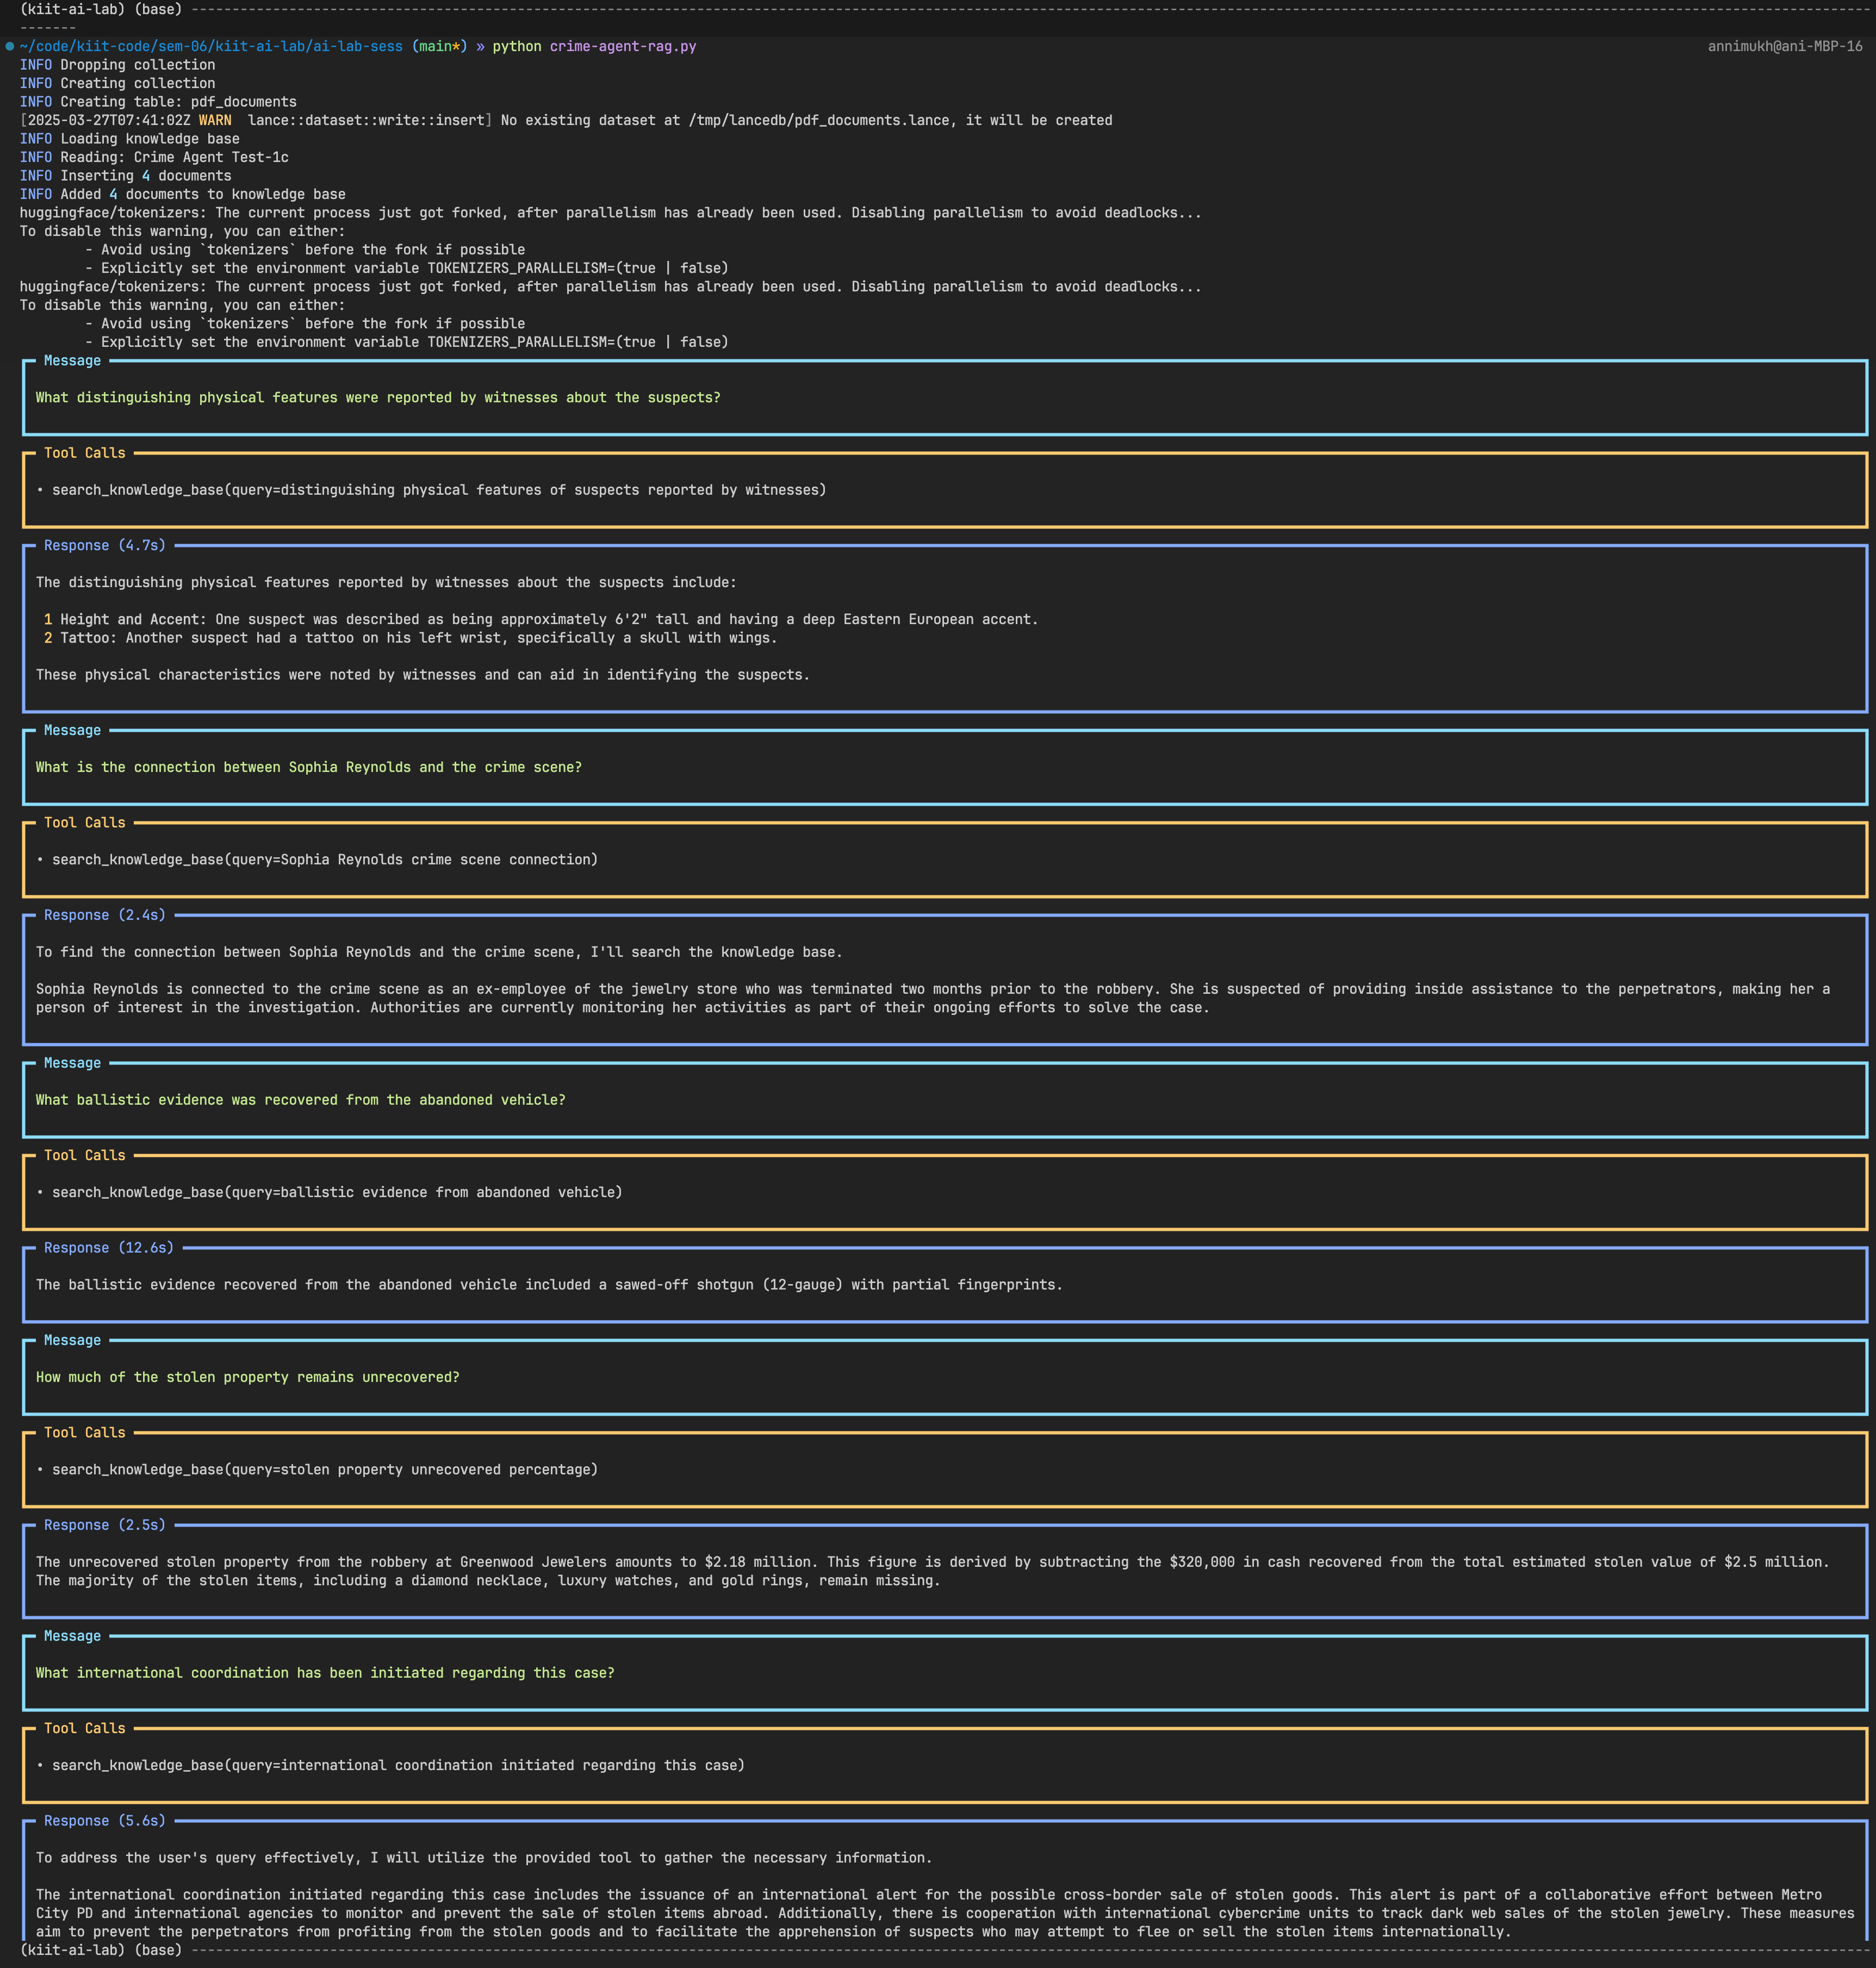 (kiit-ai-lab) (base) --------------------------------------------------------------------------------
-------
~/code/kiit-code/sem-06/kiit-ai-lab/ai-lab-sess (main*) » python crime-agent-rag.py annimukh@ani-MBP-16
INFO Dropping collection
INFO Creating collection
INFO Creating table: pdf_documents
[2025-03-27T07:41:02Z WARN  lance::dataset::write::insert] No existing dataset at /tmp/lancedb/pdf_documents.lance, it will be created
INFO Loading knowledge base
INFO Reading: Crime Agent Test-1c
INFO Inserting 4 documents
INFO Added 4 documents to knowledge base
huggingface/tokenizers: The current process just got forked, after parallelism has already been used. Disabling parallelism to avoid deadlocks...
To disable this warning, you can either:
- Avoid using `tokenizers` before the fork if possible
- Explicitly set the environment variable TOKENIZERS_PARALLELISM=(true | false)
huggingface/tokenizers: The current process just got forked, after parallelism has already been used. Disabling parallelism to avoid deadlocks...
To disable this warning, you can either:
- Avoid using `tokenizers` before the fork if possible
- Explicitly set the environment variable TOKENIZERS_PARALLELISM=(true | false)
Message
What distinguishing physical features were reported by witnesses about the suspects?
Tool Calls
• search_knowledge_base(query=distinguishing physical features of suspects reported by witnesses)
Response (4.7s)
The distinguishing physical features reported by witnesses about the suspects include:
1 Height and Accent: One suspect was described as being approximately 6'2" tall and having a deep Eastern European accent.
2 Tattoo: Another suspect had a tattoo on his left wrist, specifically a skull with wings.
These physical characteristics were noted by witnesses and can aid in identifying the suspects.
Message
What is the connection between Sophia Reynolds and the crime scene?
Tool Calls
• search_knowledge_base(query=Sophia Reynolds crime scene connection)
Response (2.4s)
To find the connection between Sophia Reynolds and the crime scene, I'll search the knowledge base.
Sophia Reynolds is connected to the crime scene as an ex-employee of the jewelry store who was terminated two months prior to the robbery. She is suspected of providing inside assistance to the perpetrators, making her a
person of interest in the investigation. Authorities are currently monitoring her activities as part of their ongoing efforts to solve the case.
Message
What ballistic evidence was recovered from the abandoned vehicle?
Tool Calls
• search_knowledge_base(query=ballistic evidence from abandoned vehicle)
Response (12.6s)
The ballistic evidence recovered from the abandoned vehicle included a sawed-off shotgun (12-gauge) with partial fingerprints.
Message
How much of the stolen property remains unrecovered?
Tool Calls
• search_knowledge_base(query=stolen property unrecovered percentage)
Response (2.5s)
The unrecovered stolen property from the robbery at Greenwood Jewelers amounts to $2.18 million. This figure is derived by subtracting the $320,000 in cash recovered from the total estimated stolen value of $2.5 million.
The majority of the stolen items, including a diamond necklace, luxury watches, and gold rings, remain missing.
Message
What international coordination has been initiated regarding this case?
Tool Calls
• search_knowledge_base(query=international coordination initiated regarding this case)
Response (5.6s)
To address the user's query effectively, I will utilize the provided tool to gather the necessary information.
The international coordination initiated regarding this case includes the issuance of an international alert for the possible cross-border sale of stolen goods. This alert is part of a collaborative effort between Metro
City PD and international agencies to monitor and prevent the sale of stolen items abroad. Additionally, there is cooperation with international cybercrime units to track dark web sales of the stolen jewelry. These measures
aim to prevent the perpetrators from profiting from the stolen goods and to facilitate the apprehension of suspects who may attempt to flee or sell the stolen items internationally.
(kiit-ai-lab) (base) --------------------------------------------------------------------------------